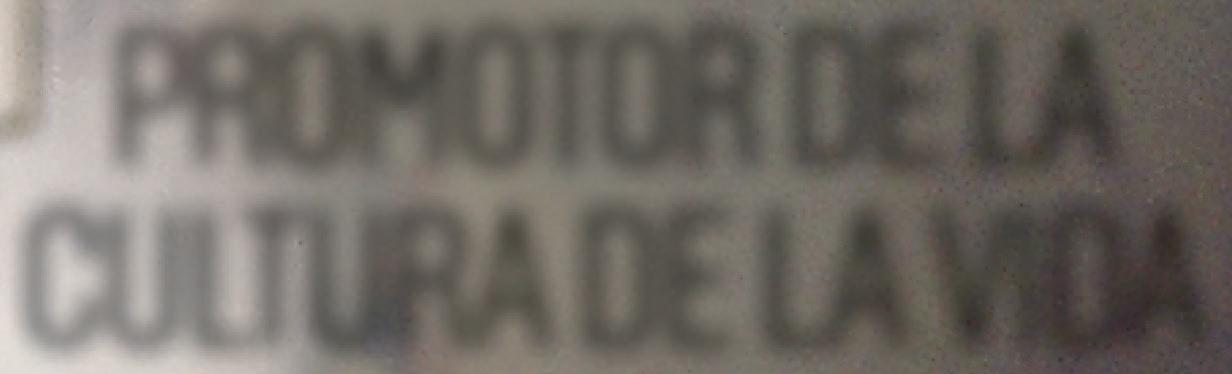 PROMOTOR DE LA
CULTURA DE LA VIDA